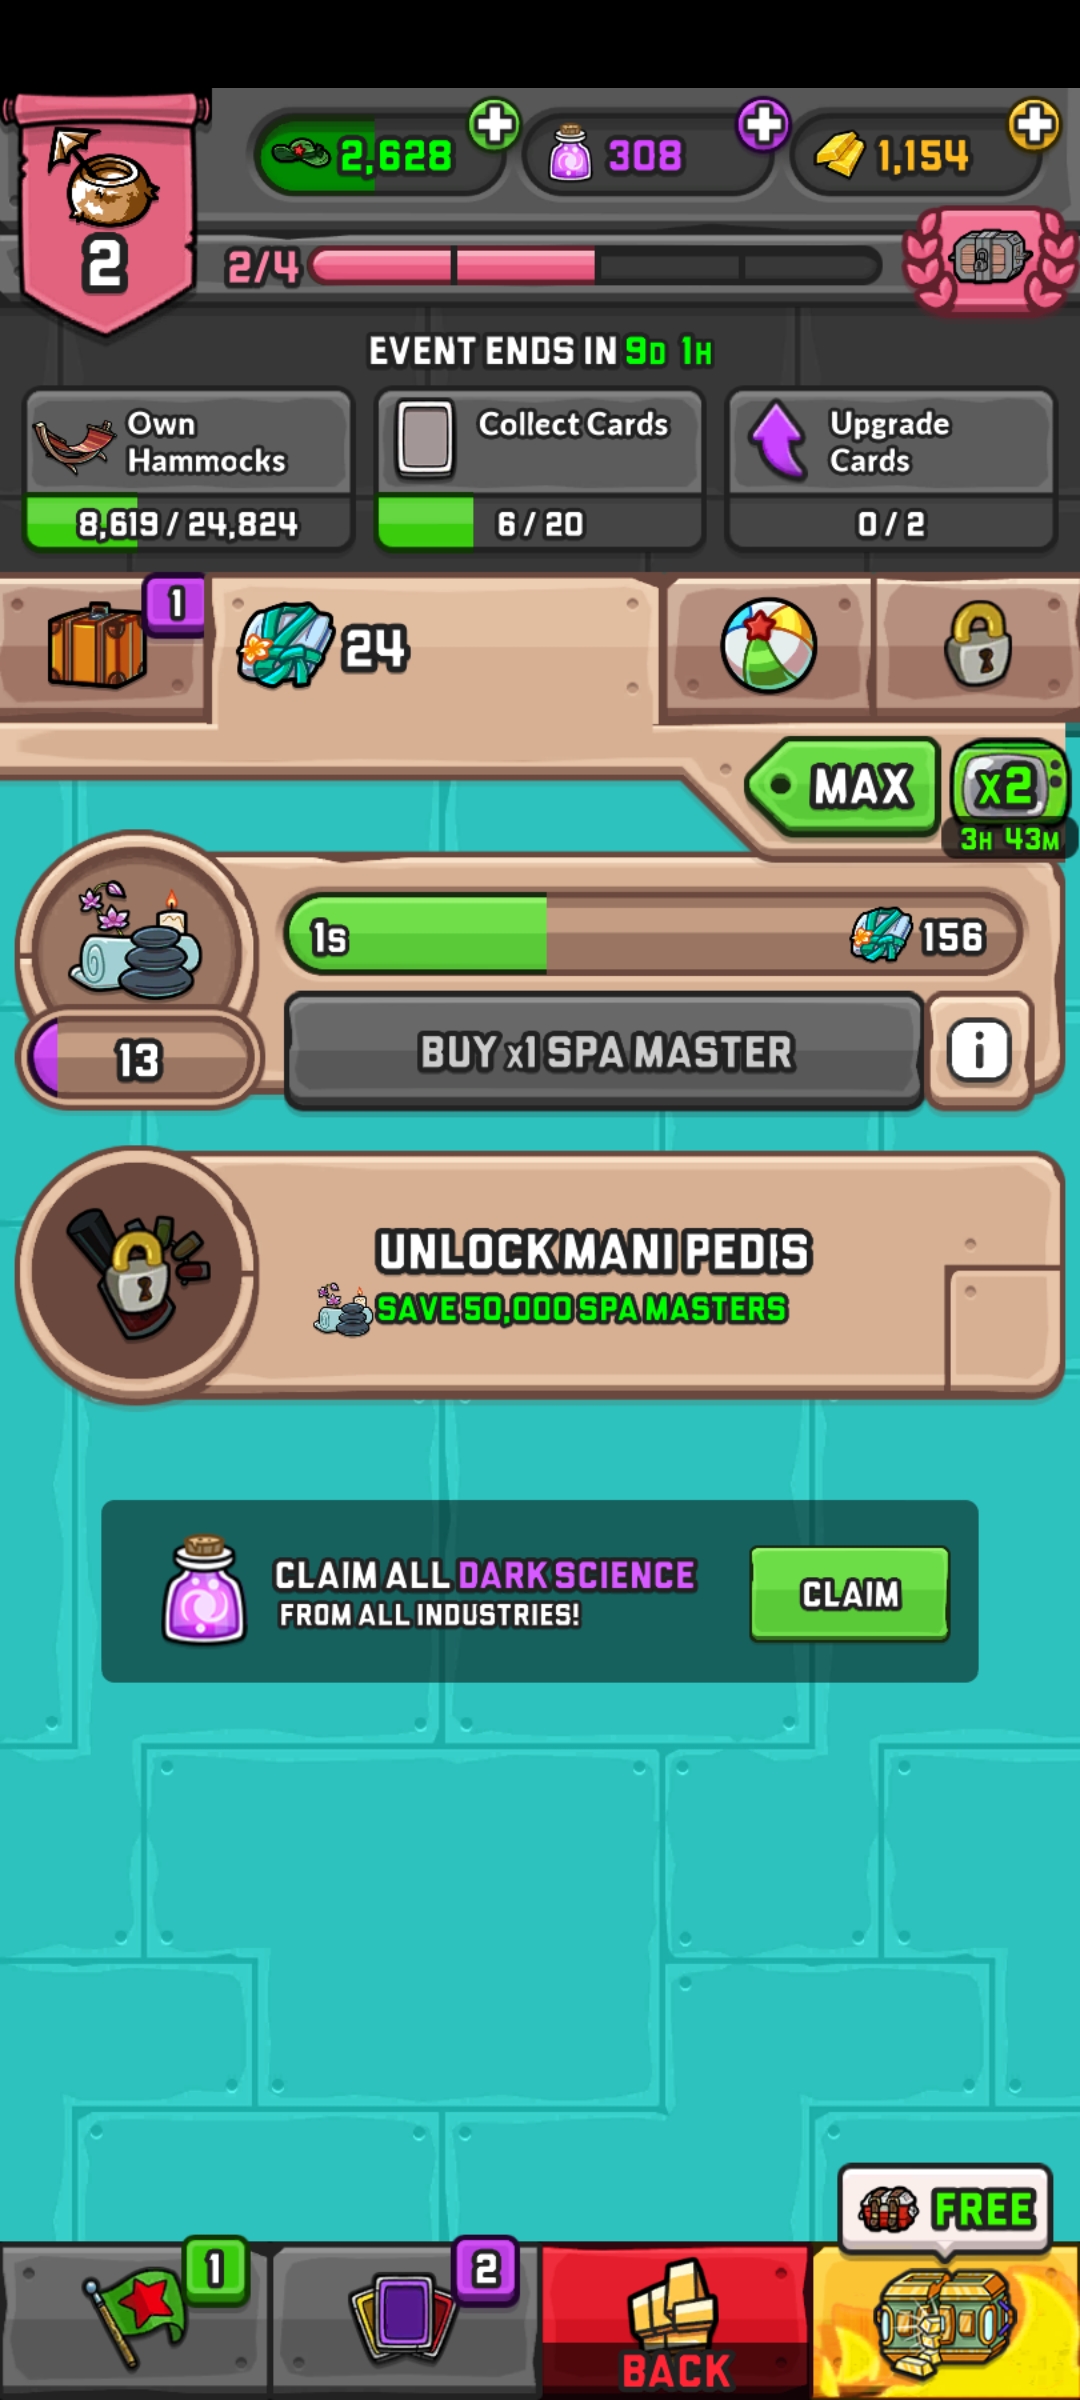 2,628
308
1,154
2
2/4
EVENT ENDS IN 9D 1H
Own
Hammocks
8,619 / 24,824
Collect Cards
6 / 20
Upgrade
Cards
0 / 2
1
24
MAX
x2
3H 43M
1s
156
13
BUY x1 SPA MASTER
i
UNLOCK MANI PEDIS
SAVE 50,000 SPA MASTERS
CLAIM ALL DARK SCIENCE
FROM ALL INDUSTRIES!
CLAIM
FREE
1
2
BACK